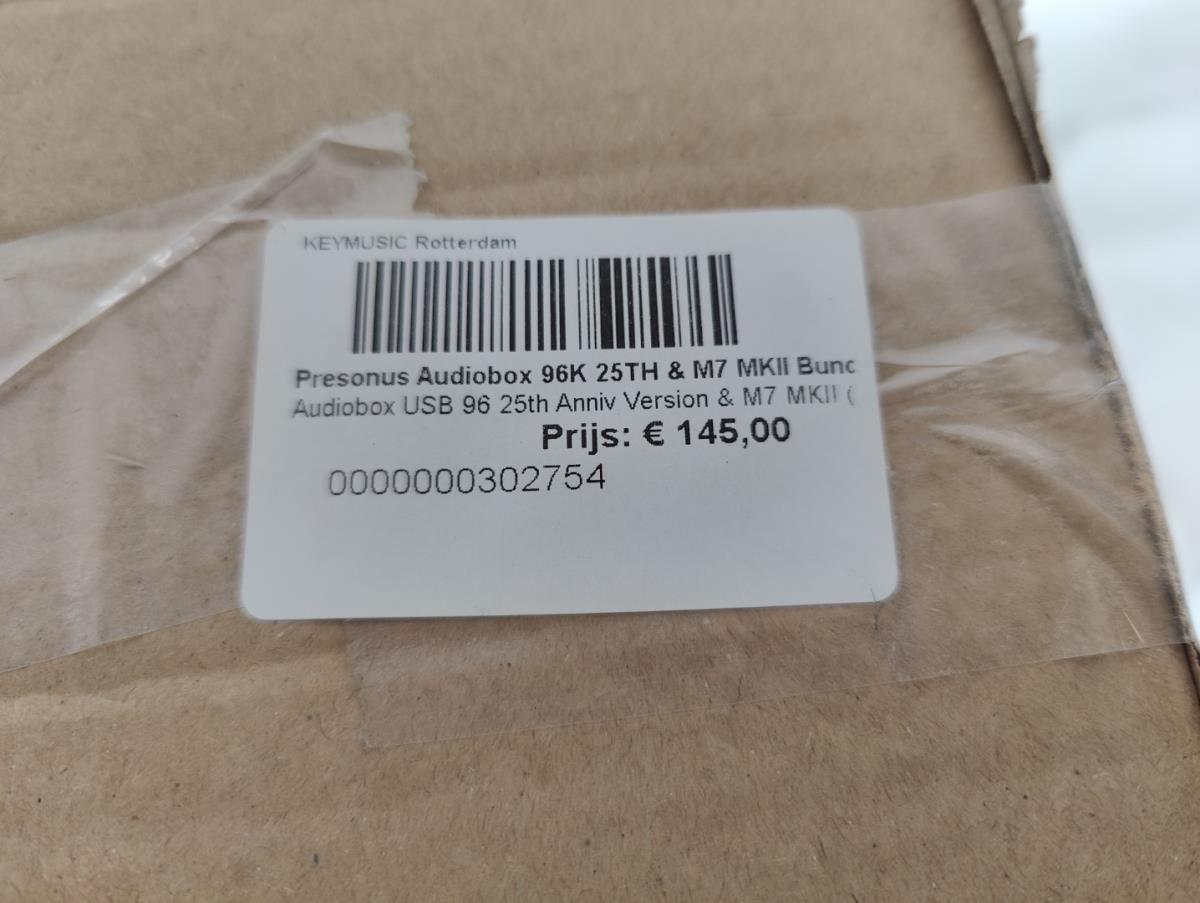 KEYMUSIC Rotterdam
Presonus Audiobox 96K 25TH & M7 MKII Bunc
Audiobox USB 96 25th Anniv Version & M7 MKII (
Prijs: € 145,00
0000000302754